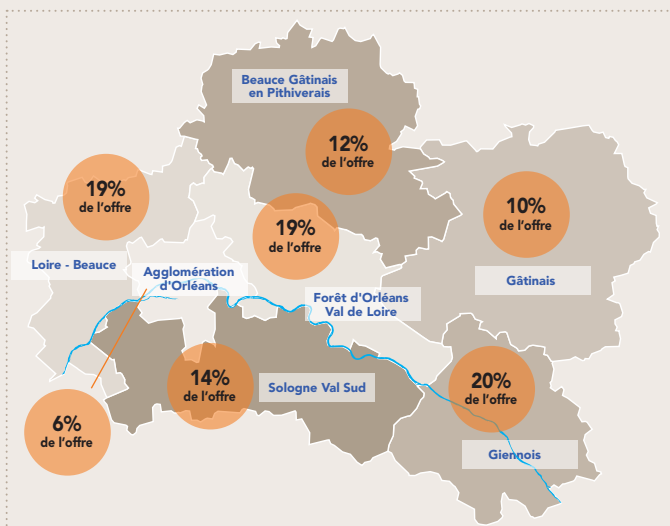 Beauce Gâtinais
en Pithiverais
12%
de l'offre
19%
de l'offre
10%
de l'offre
19%
de l'offre
Loire - Beauce
Agglomération
d'Orléans
Gâtinais
Forêt d'Orléans
Val de Loire
14%
de l'offre
Sologne Val Sud
20%
de l'offre
6%
de l'offre
Giennois